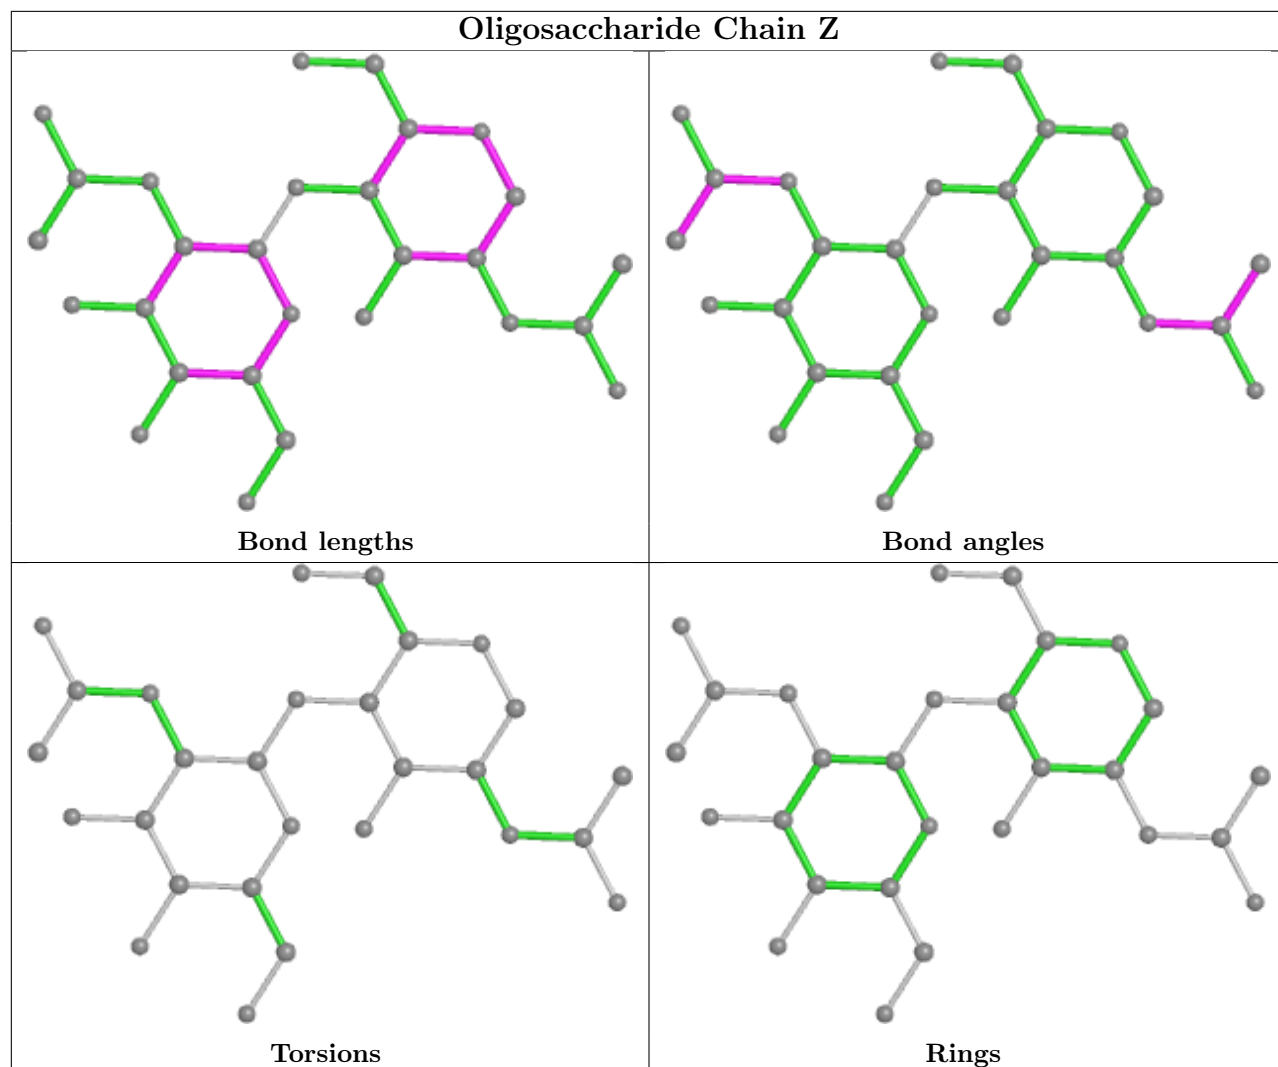 Oligosaccharide Chain Z
Bond lengths
Bond angles
Torsions
Rings